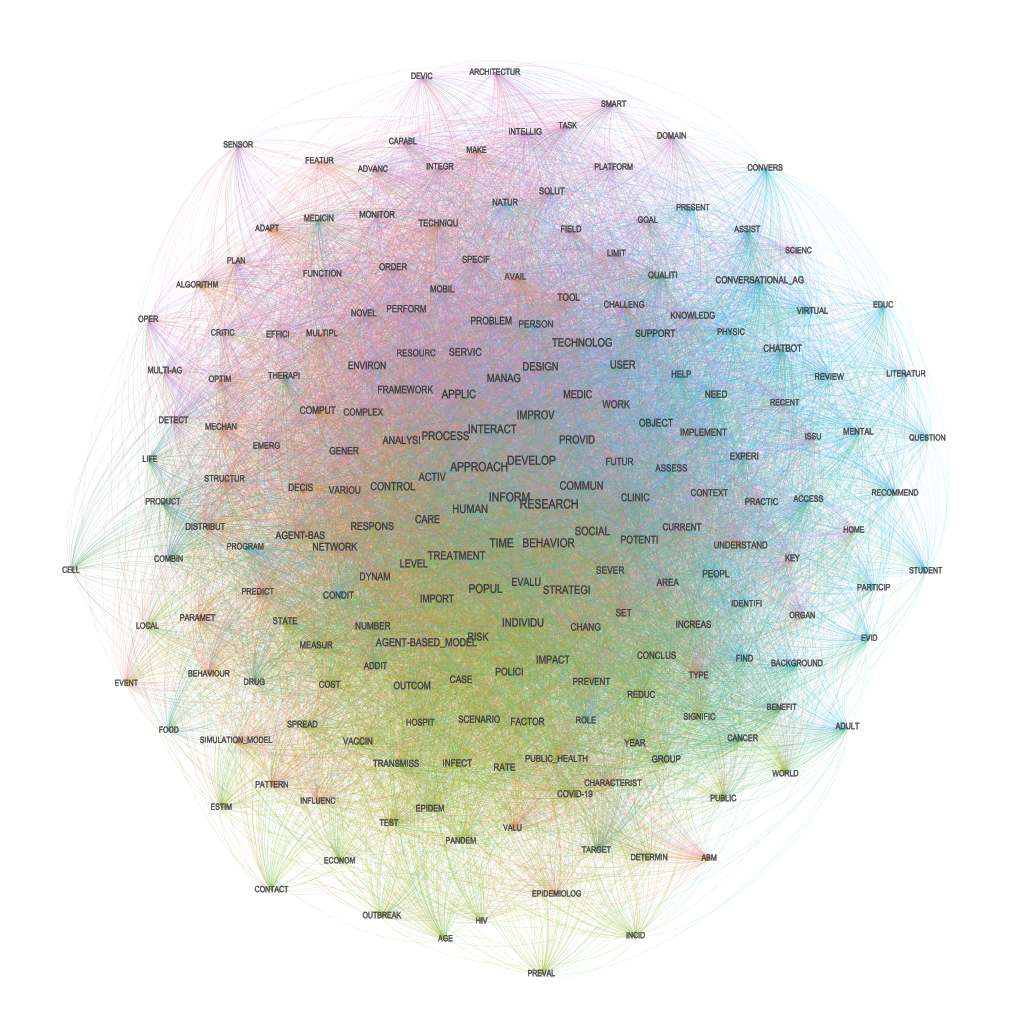 ARCHITECTUR
DEVIC
SMART
TASK
INTELLIG
DOMAIN
SENSOR
CAPABL
MAKE
FEATUR
ADVANC
INTEGR
PLATFORM
CONVERS
SOLUT
NATUR
PRESENT
MEDICIN
MONITOR
TECHNIQU
GOAL
ADAPT
FIELD
ASSIST
SCIENC
LIMIT
PLAN
SPECIF
ORDER
FUNCTION
AVAIL
QUALITI
CONVERSATIONAL_AG
ALGORITHM
MOBIL
TOOL
CHALLENG
EDUC
NOVEL
PERFORM
VIRTUAL
KNOWLEDG
OPER
PROBLEM
PERSON
CRITIC
EFFICI
MULTIPL
SUPPORT
PHYSIC
TECHNOLOG
CHATBOT
RESOURC
SERVIC
ENVIRON
DESIGN
USER
MULTI-AG
OPTIM
THERAPI
MANAG
HELP
REVIEW
LITERATUR
FRAMEWORK
APPLIC
MEDIC
NEED
RECENT
WORK
COMPUT
COMPLEX
IMPROV
DETECT
MECHAN
OBJECT
INTERACT
IMPLEMENT
MENTAL
PROCESS
ANALYSI
PROVID
ISSU
QUESTION
EMERG
GENER
LIFE
APPROACH
DEVELOP
FUTUR
ASSESS
EXPERI
STRUCTUR
ACTIV
DECIS
VARIOU
CONTROL
COMMUN
CONTEXT
RECOMMEND
PRODUCT
INFORM
RESEARCH
CLINIC
PRACTIC
ACCESS
HUMAN
DISTRIBUT
RESPONS
CARE
CURRENT
SOCIAL
HOME
AGENT-BAS
POTENTI
TIME
BEHAVIOR
PROGRAM
NETWORK
UNDERSTAND
COMBIN
TREATMENT
KEY
CELL
LEVEL
SEVER
STUDENT
DYNAM
PEOPL
EVALU
AREA
PREDICT
CONDIT
POPUL
STRATEGI
PARTICIP
IMPORT
IDENTIFI
SET
PARAMET
STATE
ORGAN
LOCAL
NUMBER
INDIVIDU
CHANG
INCREAS
MEASUR
AGENT-BASED_MODEL
RISK
EVID
CONCLUS
FIND
IMPACT
BACKGROUND
ADDIT
BEHAVIOUR
POLICI
TYPE
EVENT
DRUG
COST
OUTCOM
CASE
PREVENT
REDUC
BENEFIT
SIGNIFIC
SPREAD
HOSPIT
SCENARIO
FACTOR
ROLE
ADULT
FOOD
SIMULATION_MODEL
VACCIN
YEAR
CANCER
PUBLIC_HEALTH
GROUP
TRANSMISS
INFECT
RATE
WORLD
PATTERN
CHARACTERIST
COVID-19
PUBLIC
INFLUENC
ESTIM
EPIDEM
TEST
VALU
PANDEM
TARGET
DETERMIN
ABM
ECONOM
CONTACT
EPIDEMIOLOG
OUTBREAK
HIV
AGE
INCID
PREVAL